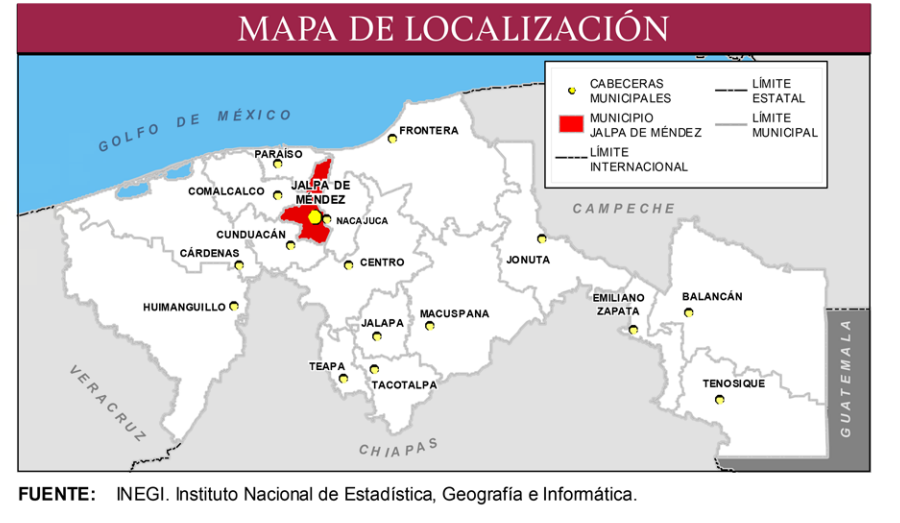 MAPA DE LOCALIZACIÓN
GOLFO DE MÉXICO
CABECERAS
MUNICIPALES
MUNICIPIO
JALPA DE MÉNDEZ
LÍMITE
INTERNACIONAL
LÍMITE
ESTATAL
LÍMITE
MUNICIPAL
FRONTERA
PARAÍSO
COMALCALCO
JALPA DE
MÉNDEZ
NACAJUCA
CUNDUACÁN
CÁRDENAS
CENTRO
JONUTA
CAMPECHE
HUIMANGUILLO
EMILIANO
ZAPATA
BALANCÁN
MACUSPANA
JALAPA
TEAPA
TACOTALPA
TENOSIQUE
VERACRUZ
CHIAPAS
GUATEMALA
FUENTE: INEGI. Instituto Nacional de Estadística, Geografía e Informática.